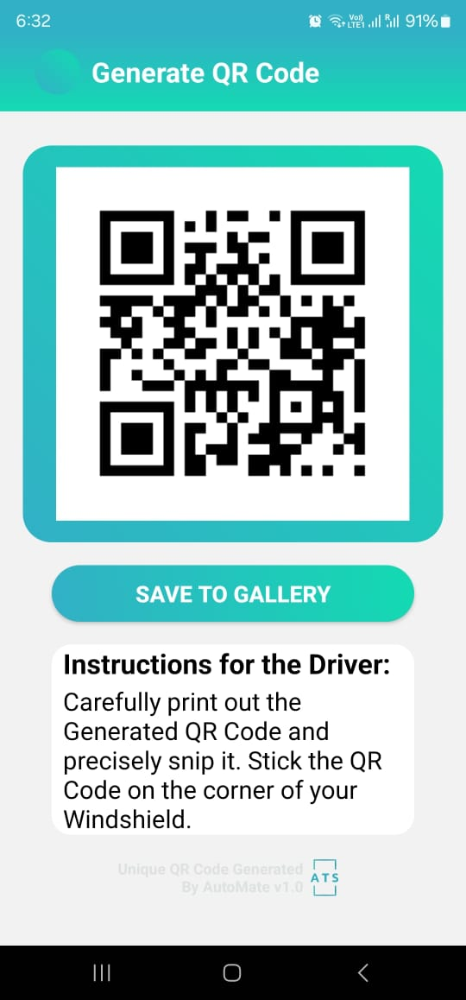 6:32
Vo)) R 91%
LTE1
Generate QR Code
SAVE TO GALLERY
Instructions for the Driver:
Carefully print out the
Generated QR Code and
precisely snip it. Stick the QR
Code on the corner of your
Windshield.
Unique QR Code Generated
By AutoMate v1.0
ATS